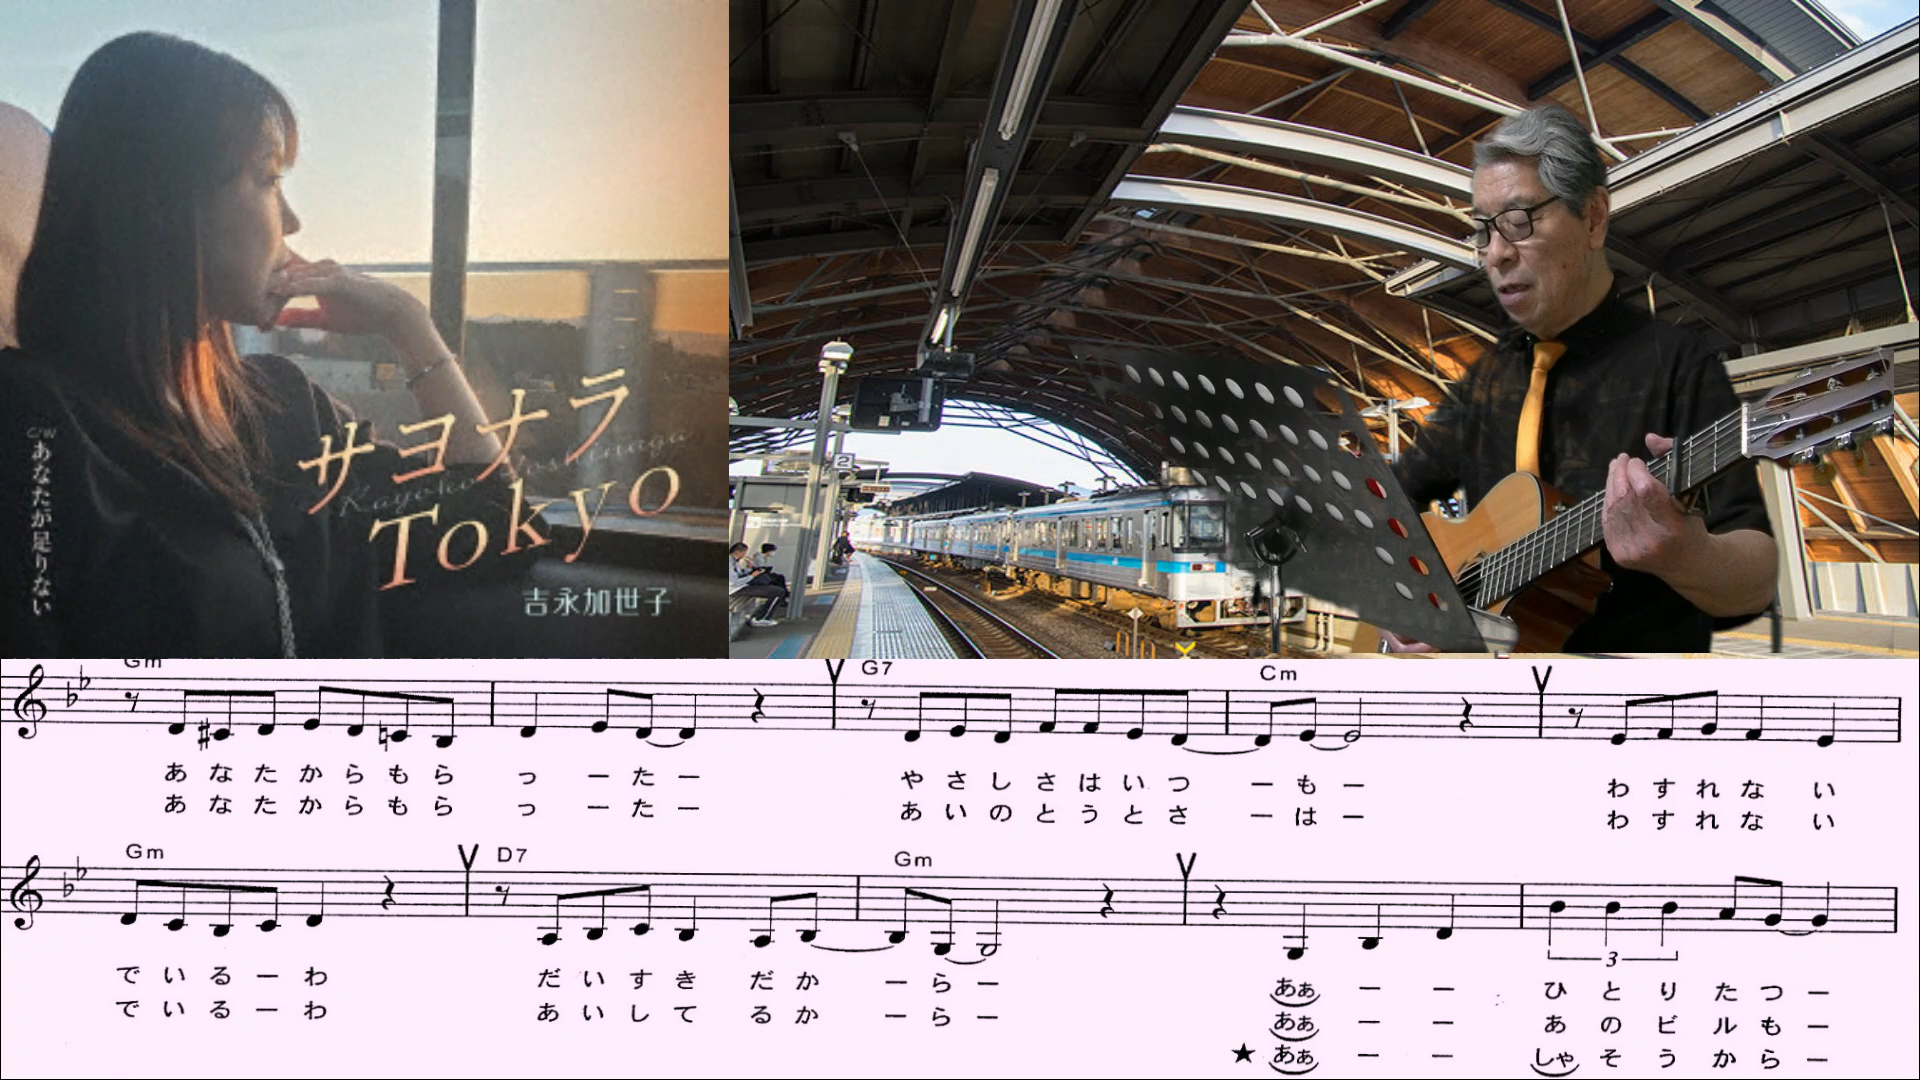 サヨナラ
Kayoko Yoshinaga
Tokyo
吉永加世子
C/W
あなたが足りない
2
Gm G7 Cm
あ な た か ら も ら っ ー た ー や さ し さ は い つ ー も ー わ す れ な い
あ な た か ら も ら っ ー た ー あ い の と う と さ ー は ー わ す れ な い
Gm D7 Gm
3
で い る ー わ だ い す き だ か ー ら ー あぁ ー ー ひ と り た つ ー
で い る ー わ あ い し て る か ー ら ー あぁ ー ー あ の ビ ル も ー
★ あぁ ー ー しゃ そ う か ら ー